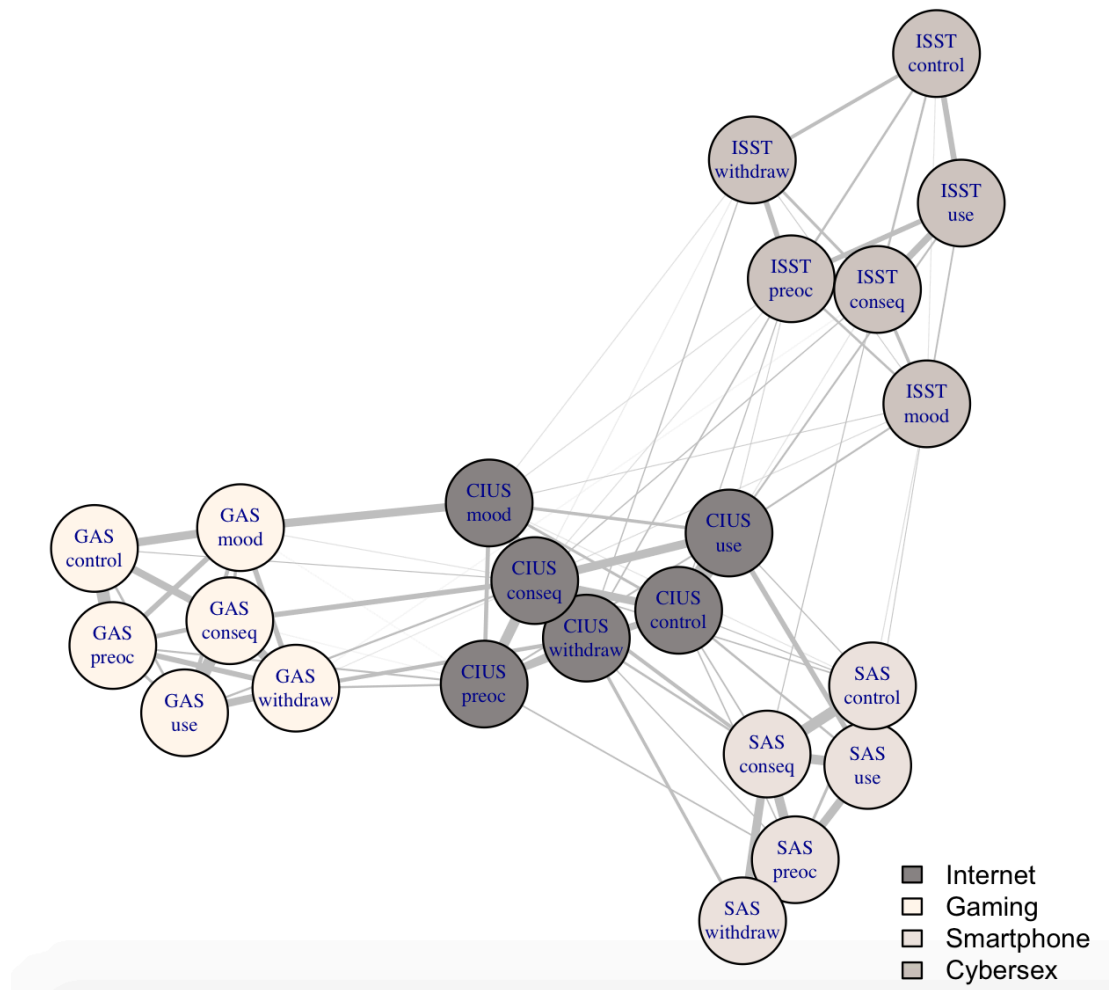 ISST
control
ISST
withdraw
ISST
use
ISST
preoc
ISST
conseq
ISST
mood
CIUS
mood
GAS
mood
GAS
control
CIUS
use
CIUS
conseq
CIUS
control
GAS
conseq
GAS
preoc
CIUS
withdraw
CIUS
preoc
GAS
withdraw
GAS
use
SAS
control
SAS
conseq
SAS
use
SAS
preoc
SAS
withdraw
Internet
Gaming
Smartphone
Cybersex